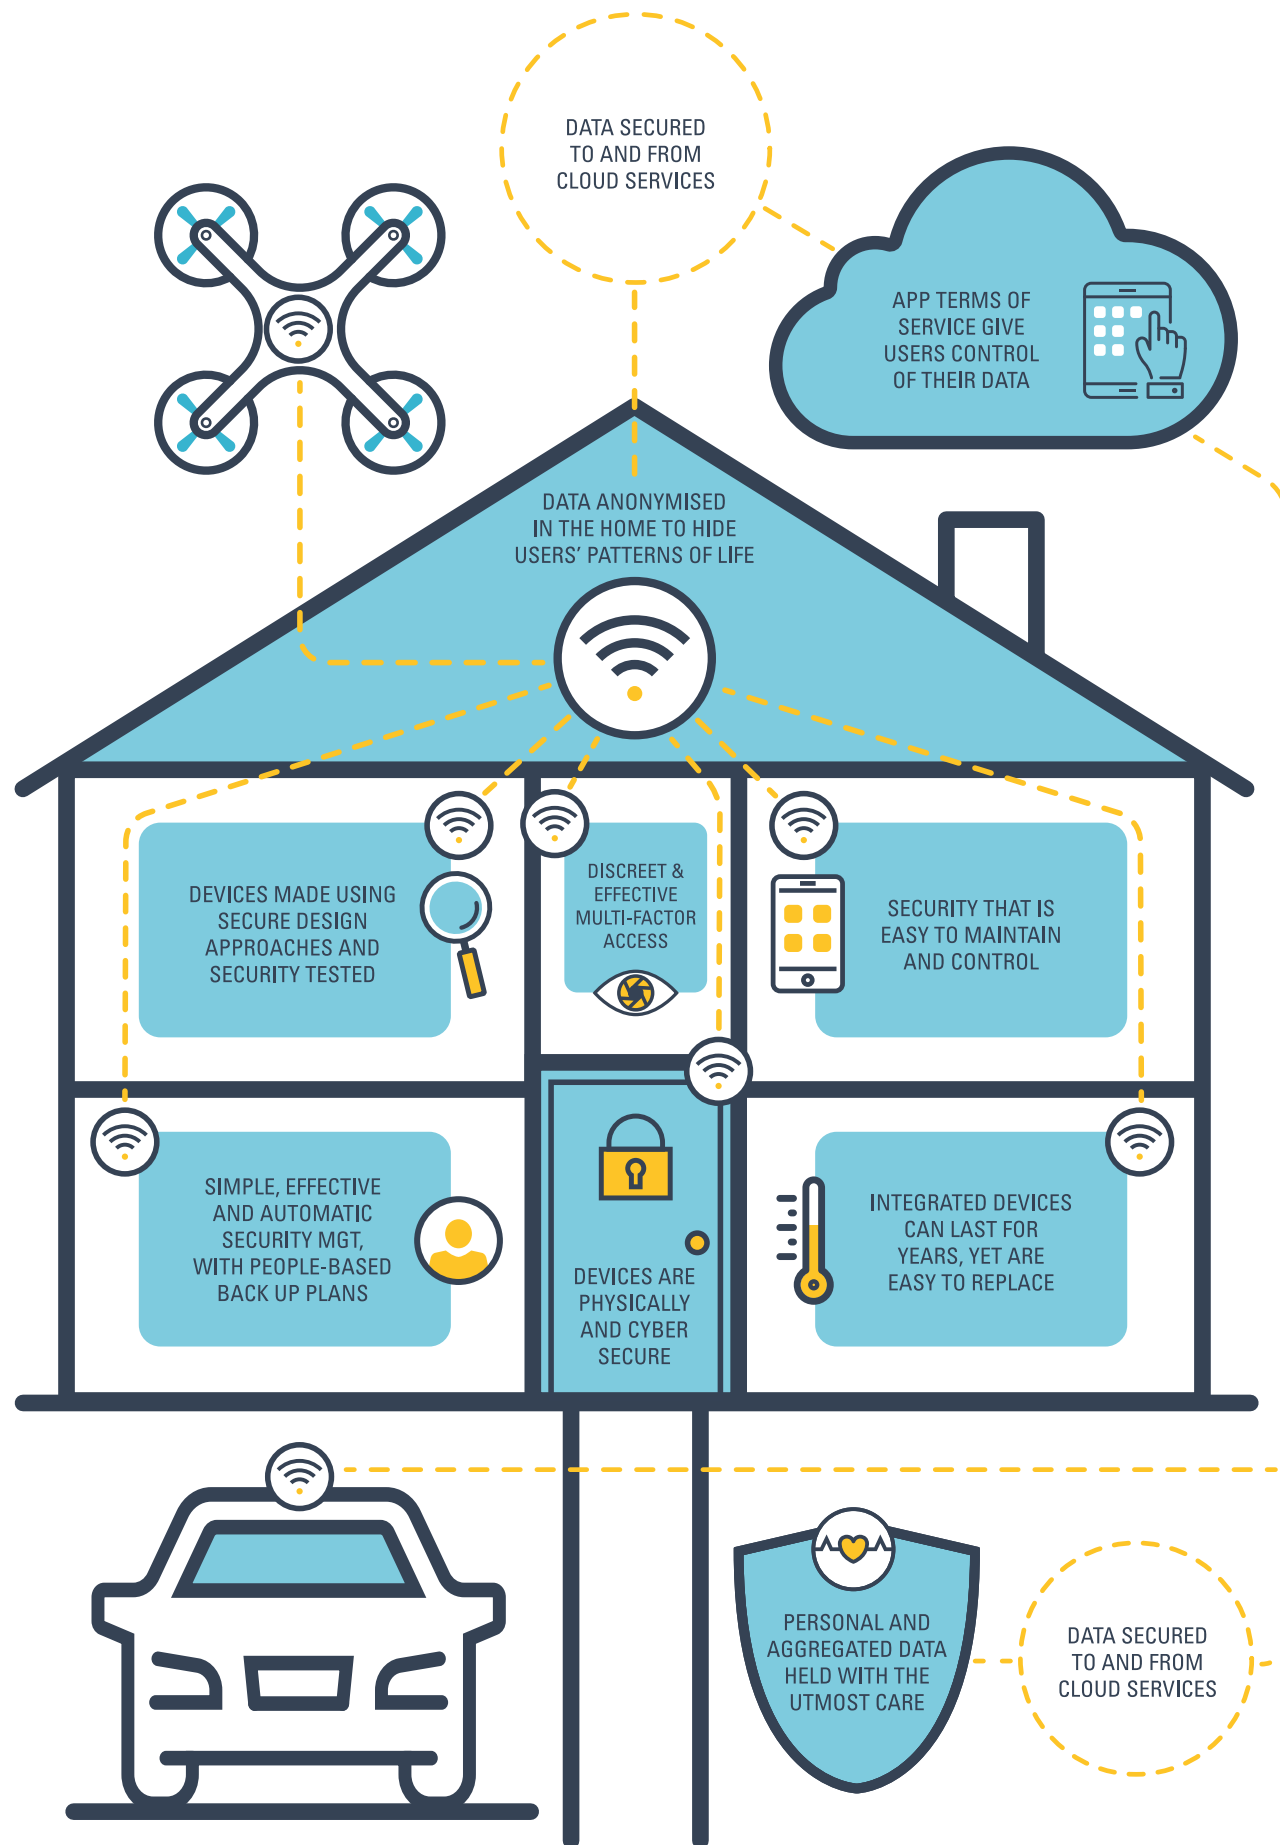 DATA SECURED
TO AND FROM
CLOUD SERVICES
APP TERMS OF
SERVICE GIVE
USERS CONTROL
OF THEIR DATA
DATA ANONYMISED
IN THE HOME TO HIDE
USERS’ PATTERNS OF LIFE
DEVICES MADE USING
SECURE DESIGN
APPROACHES AND
SECURITY TESTED
DISCREET &
EFFECTIVE
MULTI-FACTOR
ACCESS
SECURITY THAT IS
EASY TO MAINTAIN
AND CONTROL
SIMPLE, EFFECTIVE
AND AUTOMATIC
SECURITY MGT,
WITH PEOPLE-BASED
BACK UP PLANS
DEVICES ARE
PHYSICALLY
AND CYBER
SECURE
INTEGRATED DEVICES
CAN LAST FOR
YEARS, YET ARE
EASY TO REPLACE
PERSONAL AND
AGGREGATED DATA
HELD WITH THE
UTMOST CARE
DATA SECURED
TO AND FROM
CLOUD SERVICES